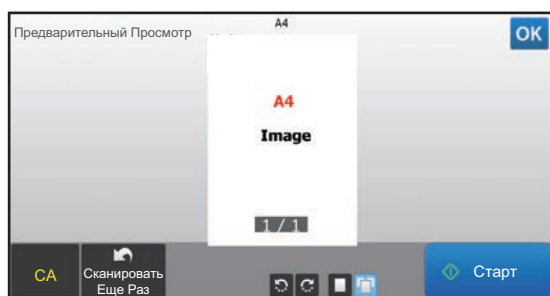 A4
Предварительный Просмотр
OK
A4
Image
1 / 1
CA
Сканировать
Еще Раз
Старт